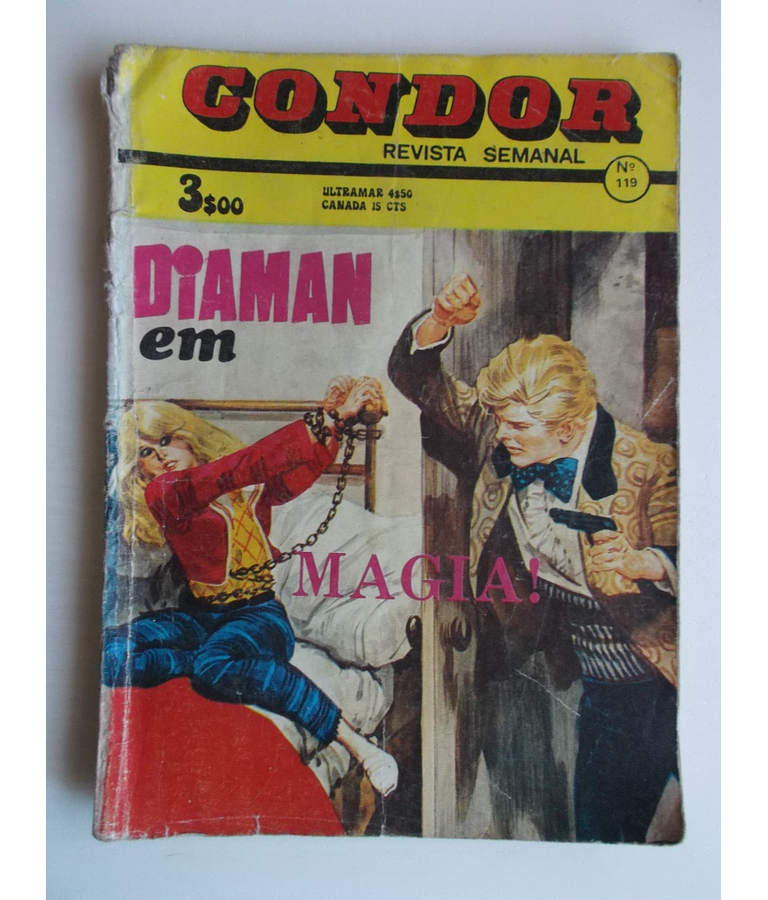 CONDOR
REVISTA SEMANAL
Nº
119
3$00
ULTRAMAR 4$50
CANADA 15 CTS
DiAMAN
em
MAGIA!